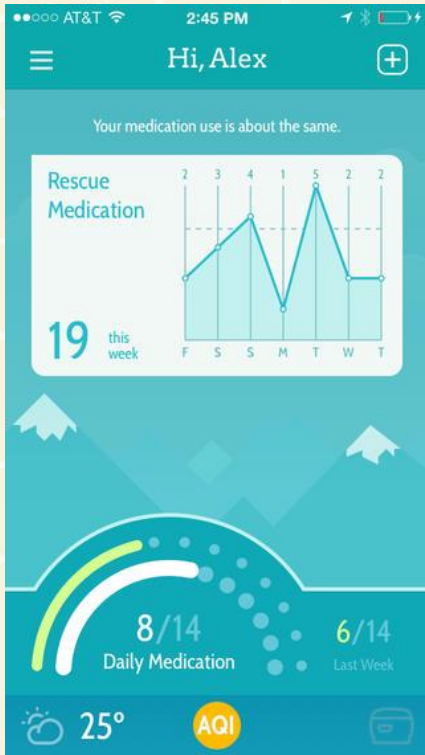 AT&T 2:45 PM
Hi, Alex
Your medication use is about the same.
Rescue
Medication
2 3 4 1 5 2 2
19 this
week
F S S M T W T
8/14
Daily Medication
6/14
Last Week
25° AQI